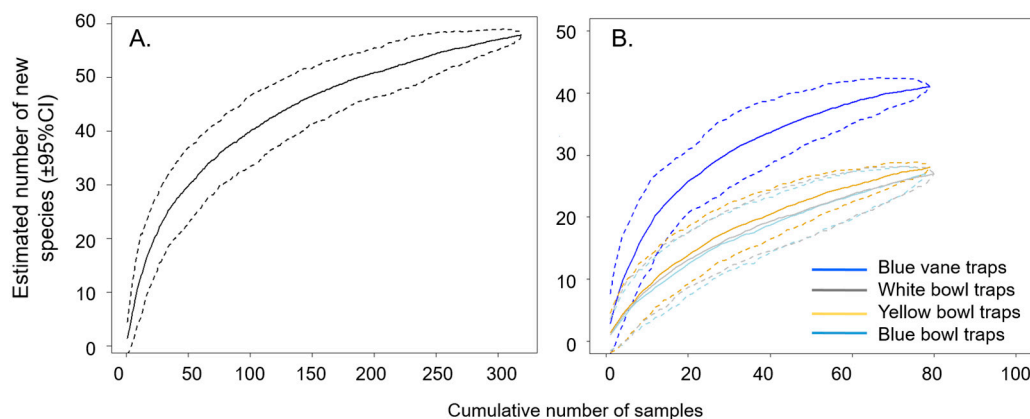 A.
B.
Estimated number of new
species (±95%CI)
60
50
40
30
20
10
0
0 50 100 150 200 250 300
50
40
30
20
10
0
0 20 40 60 80 100
Blue vane traps
White bowl traps
Yellow bowl traps
Blue bowl traps
Cumulative number of samples